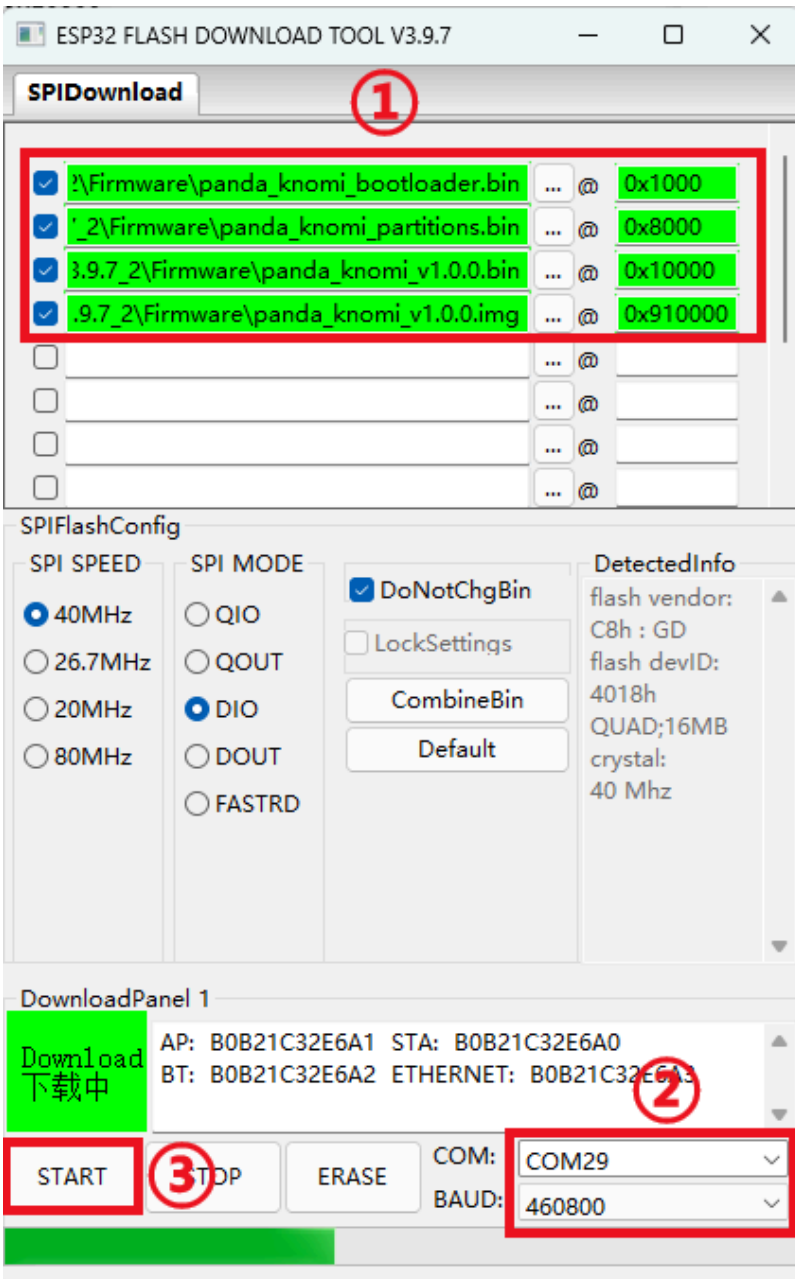 ESP32 FLASH DOWNLOAD TOOL V3.9.7
SPIDownload
①
2\Firmware\panda_knomi_bootloader.bin ... @ 0x1000
7_2\Firmware\panda_knomi_partitions.bin ... @ 0x8000
3.9.7_2\Firmware\panda_knomi_v1.0.0.bin ... @ 0x10000
.9.7_2\Firmware\panda_knomi_v1.0.0.img ... @ 0x910000
... @
... @
... @
... @
SPIFlashConfig
SPI SPEED
40MHz
26.7MHz
20MHz
80MHz
SPI MODE
QIO
QOUT
DIO
DOUT
FASTRD
DoNotChgBin
LockSettings
CombineBin
Default
DetectedInfo
flash vendor:
C8h : GD
flash devID:
4018h
QUAD;16MB
crystal:
40 Mhz
DownloadPanel 1
Download
下载中
AP: B0B21C32E6A1 STA: B0B21C32E6A0
BT: B0B21C32E6A2 ETHERNET: B0B21C32E6A3
②
START
③
STOP
ERASE
COM: COM29
BAUD: 460800